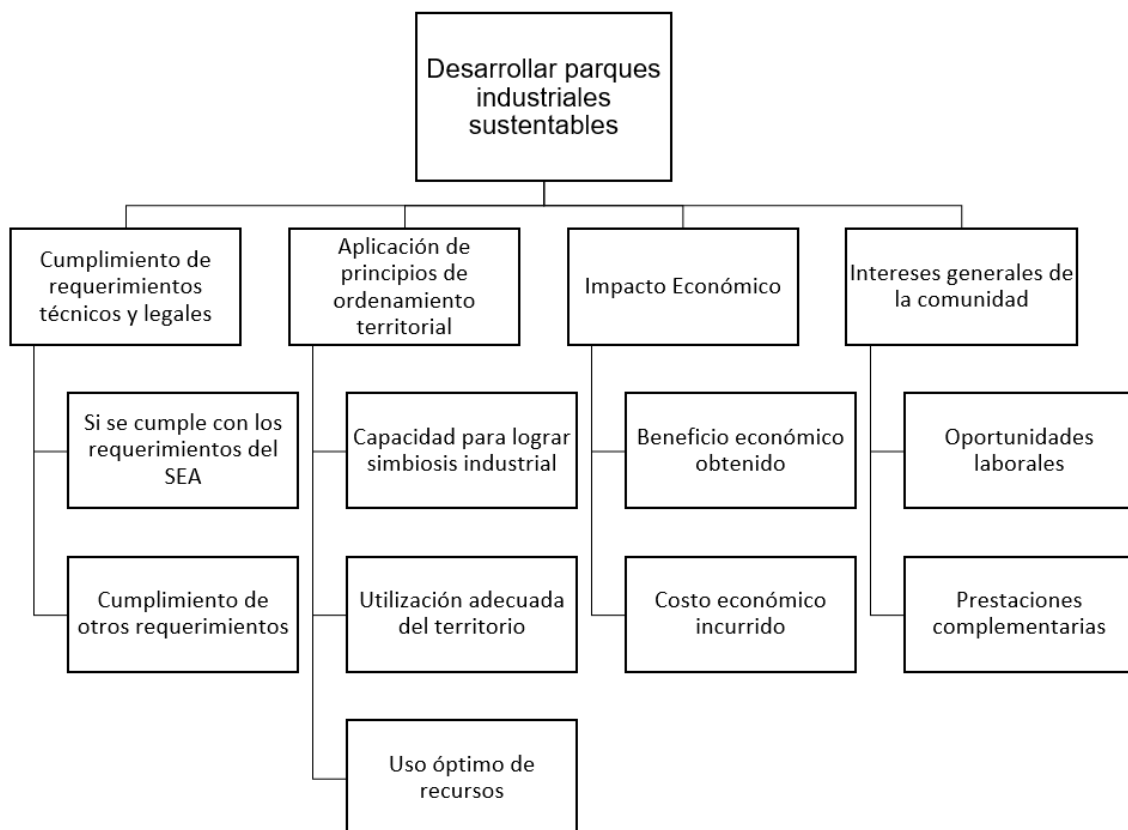 Desarrollar parques
industriales
sustentables
Cumplimiento de
requerimientos
técnicos y legales
Aplicación de
principios de
ordenamiento
territorial
Impacto Económico
Intereses generales de
la comunidad
Si se cumple con los
requerimientos del
SEA
Capacidad para lograr
simbiosis industrial
Beneficio económico
obtenido
Oportunidades
laborales
Cumplimiento de
otros requerimientos
Utilización adecuada
del territorio
Costo económico
incurrido
Prestaciones
complementarias
Uso óptimo de
recursos